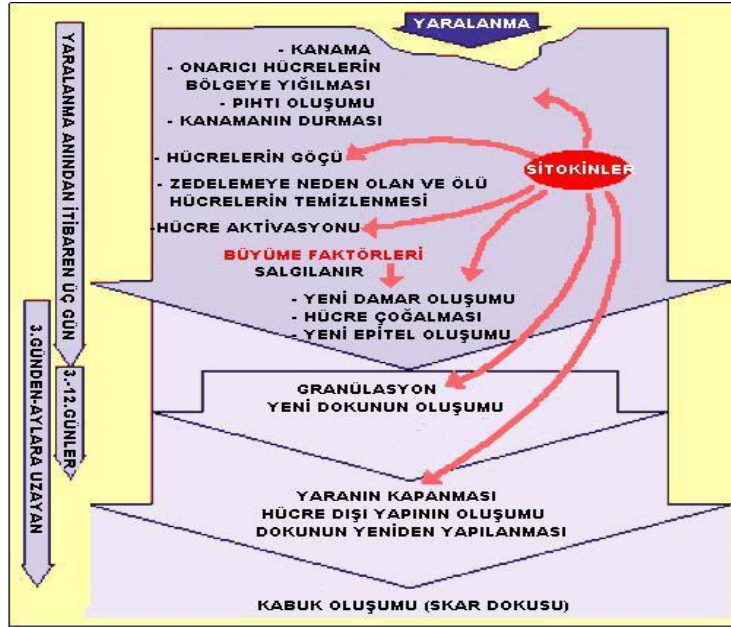 YARALANMA
- KANAMA
- ONARICI HÜCRELERİN
BÖLGEYE YIĞILMASI
- PIHTI OLUŞUMU
- KANAMANIN DURMASI
SİTOKİNLER
- HÜCRELERİN GÖÇÜ
- ZEDELEMEYE NEDEN OLAN VE ÖLÜ
HÜCRELERİN TEMİZLENMESİ
-HÜCRE AKTİVASYONU
BÜYÜME FAKTÖRLERİ
SALGILANIR
- YENİ DAMAR OLUŞUMU
- HÜCRE ÇOĞALMASI
- YENİ EPİTEL OLUŞUMU
GRANÜLASYON
YENİ DOKUNUN OLUŞUMU
YARANIN KAPANMASI
HÜCRE DIŞI YAPININ OLUŞUMU
DOKUNUN YENİDEN YAPILANMASI
KABUK OLUŞUMU (SKAR DOKUSU)
YARALANMA ANINDAN İTİBAREN ÜÇ GÜN
3.-12.GÜNLER
3.GÜNDEN-AYLARA UZAYAN